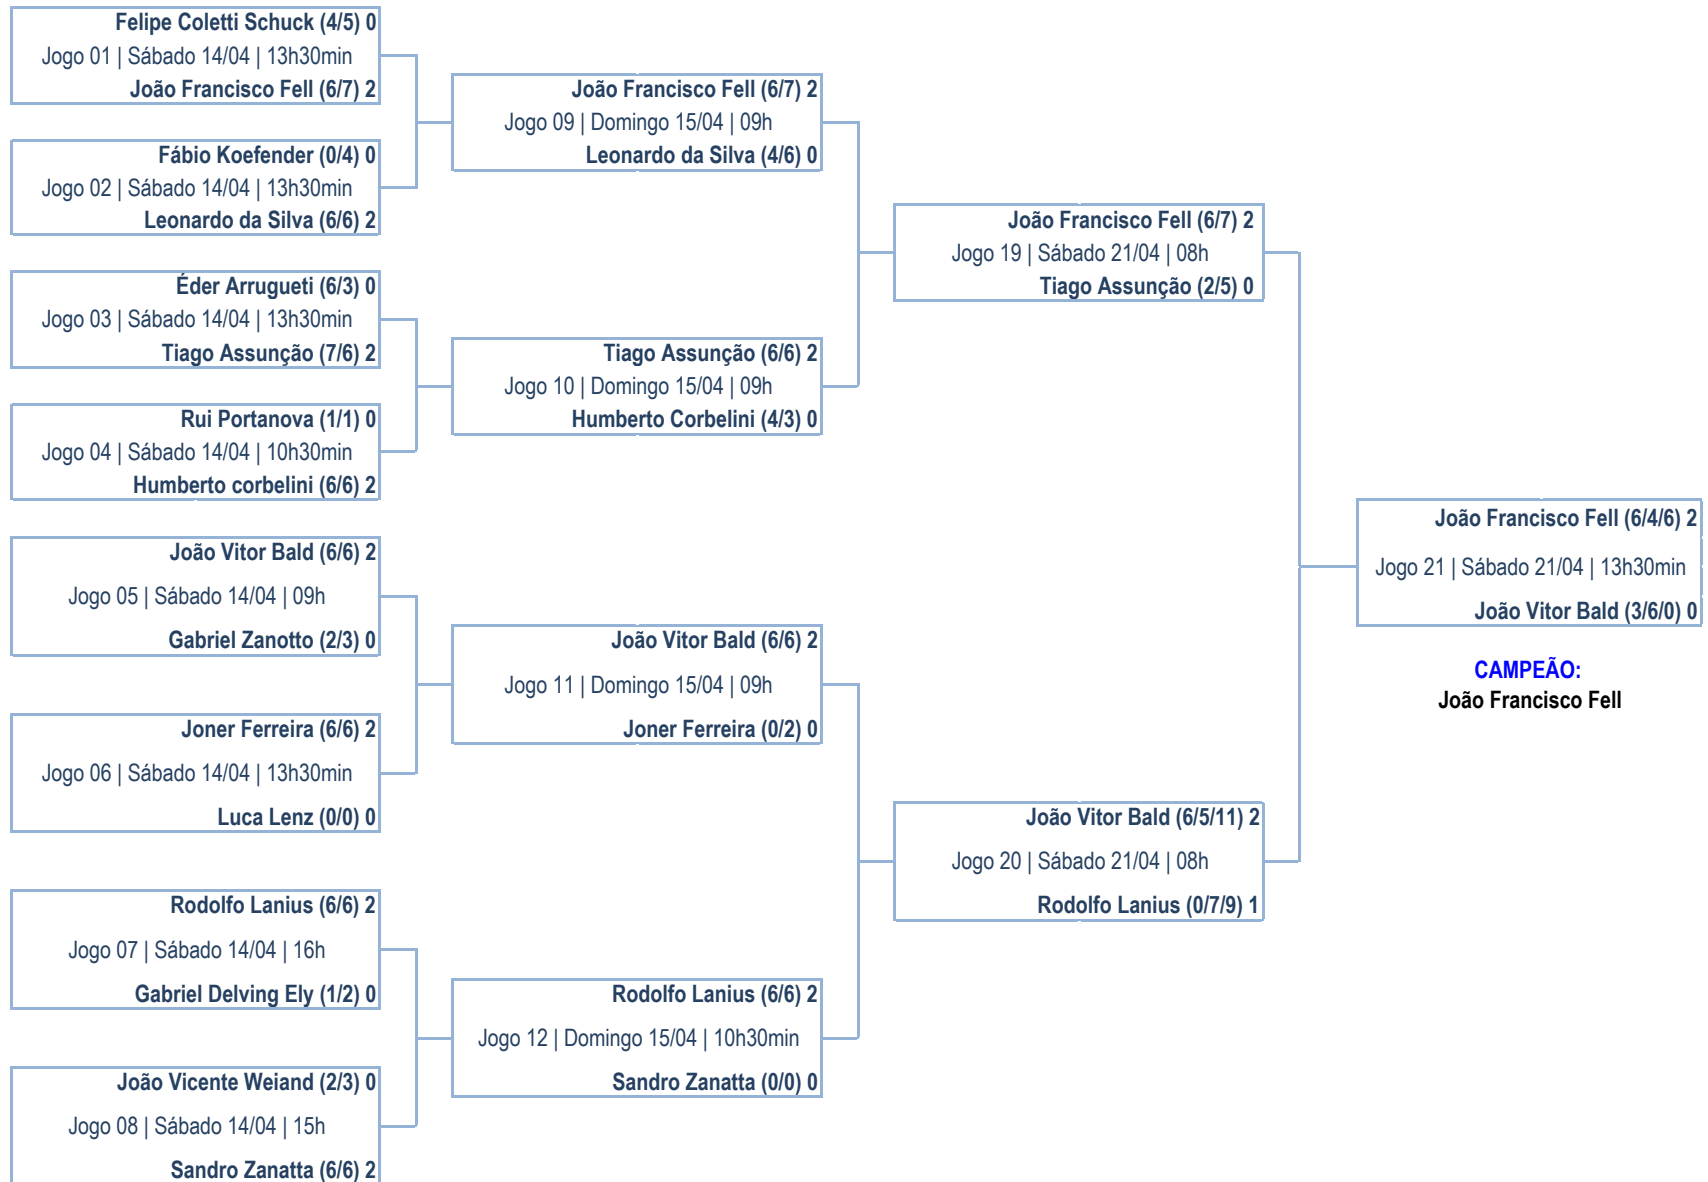 Felipe Coletti Schuck (4/5) 0
Jogo 01 | Sábado 14/04 | 13h30min
João Francisco Fell (6/7) 2
Fábio Koefender (0/4) 0
Jogo 02 | Sábado 14/04 | 13h30min
Leonardo da Silva (6/6) 2
Éder Arrugueti (6/3) 0
Jogo 03 | Sábado 14/04 | 13h30min
Tiago Assunção (7/6) 2
Rui Portanova (1/1) 0
Jogo 04 | Sábado 14/04 | 10h30min
Humberto corbelini (6/6) 2
João Vitor Bald (6/6) 2
Jogo 05 | Sábado 14/04 | 09h
Gabriel Zanotto (2/3) 0
Joner Ferreira (6/6) 2
Jogo 06 | Sábado 14/04 | 13h30min
Luca Lenz (0/0) 0
Rodolfo Lanius (6/6) 2
Jogo 07 | Sábado 14/04 | 16h
Gabriel Delving Ely (1/2) 0
João Vicente Weiand (2/3) 0
Jogo 08 | Sábado 14/04 | 15h
Sandro Zanatta (6/6) 2
João Francisco Fell (6/7) 2
Jogo 09 | Domingo 15/04 | 09h
Leonardo da Silva (4/6) 0
Tiago Assunção (6/6) 2
Jogo 10 | Domingo 15/04 | 09h
Humberto Corbelini (4/3) 0
João Vitor Bald (6/6) 2
Jogo 11 | Domingo 15/04 | 09h
Joner Ferreira (0/2) 0
Rodolfo Lanius (6/6) 2
Jogo 12 | Domingo 15/04 | 10h30min
Sandro Zanatta (0/0) 0
João Francisco Fell (6/7) 2
Jogo 19 | Sábado 21/04 | 08h
Tiago Assunção (2/5) 0
João Vitor Bald (6/5/11) 2
Jogo 20 | Sábado 21/04 | 08h
Rodolfo Lanius (0/7/9) 1
João Francisco Fell (6/4/6) 2
Jogo 21 | Sábado 21/04 | 13h30min
João Vitor Bald (3/6/0) 0
CAMPEÃO:
João Francisco Fell